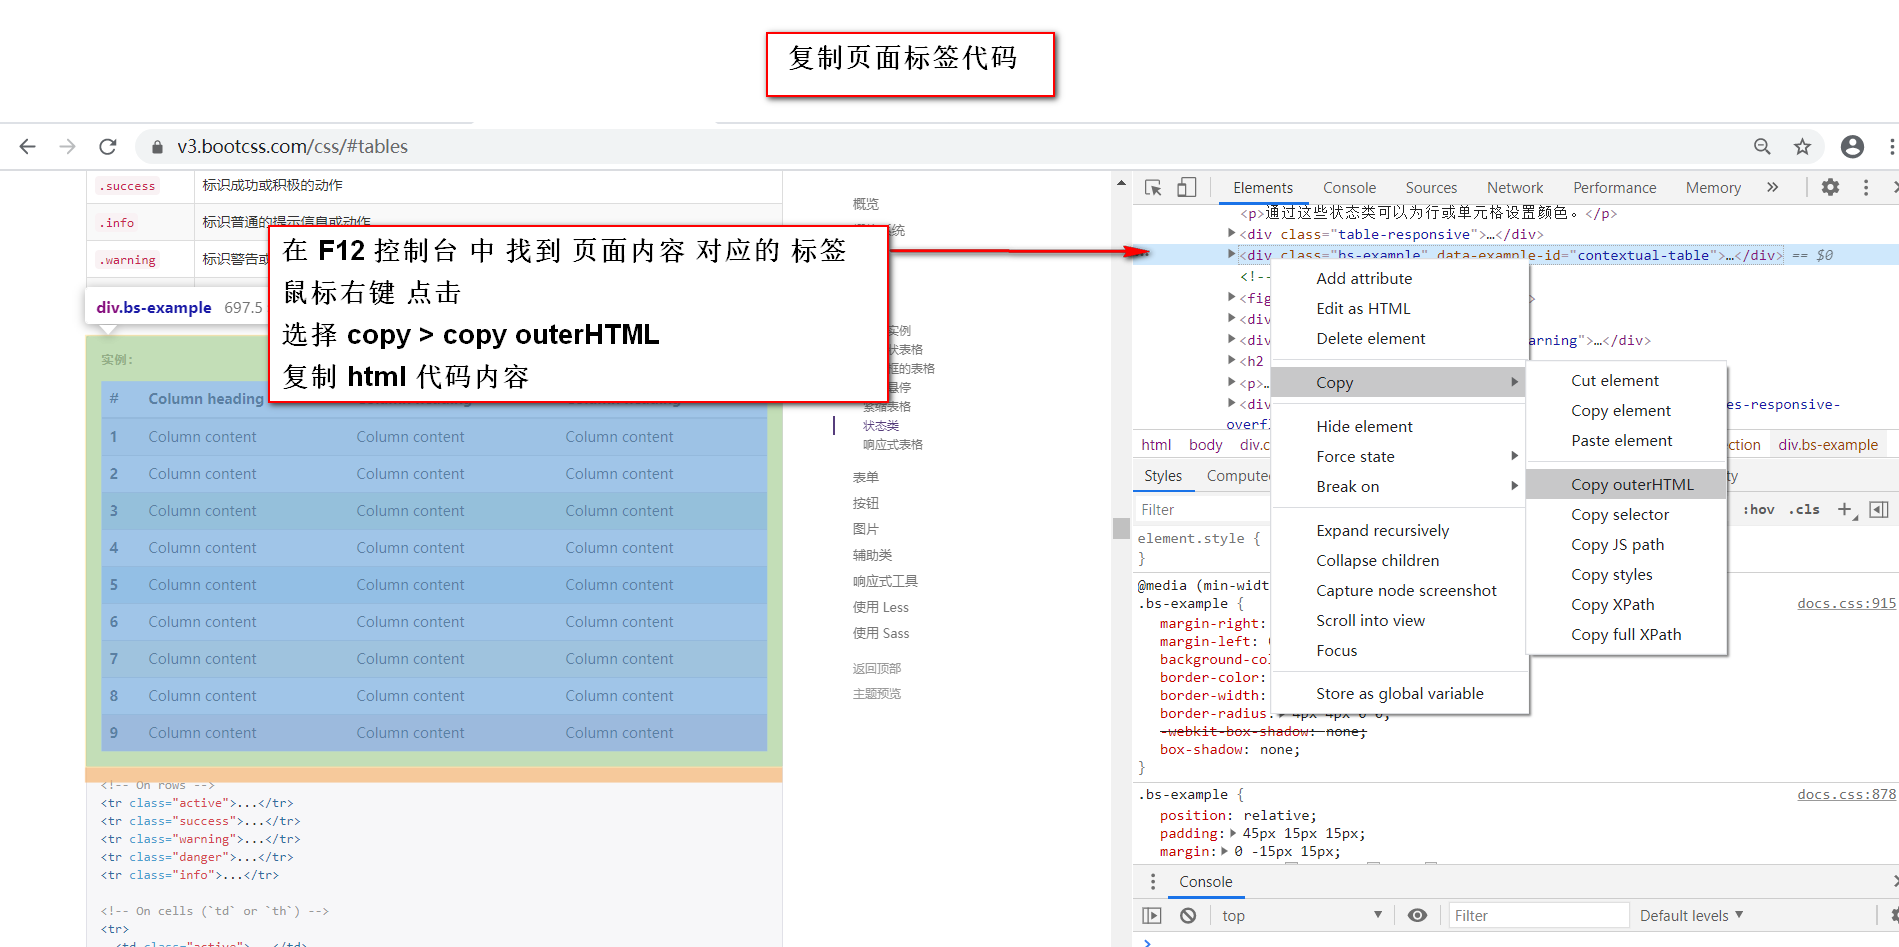 复制页面标签代码
v3.bootcss.com/css/#tables
.success 标识成功或积极的动作
.info 标识普通的提示信息或动作
.warning 标识警告或
div.bs-example 697.5
在 F12 控制台 中 找到 页面内容 对应的 标签
鼠标右键 点击
选择 copy > copy outerHTML
复制 html 代码内容
实例:
# Column heading
1 Column content Column content Column content
2 Column content Column content Column content
3 Column content Column content Column content
4 Column content Column content Column content
5 Column content Column content Column content
6 Column content Column content Column content
7 Column content Column content Column content
8 Column content Column content Column content
9 Column content Column content Column content
<!-- On rows -->
<tr class="active">...</tr>
<tr class="success">...</tr>
<tr class="warning">...</tr>
<tr class="danger">...</tr>
<tr class="info">...</tr>
<!-- On cells (`td` or `th`) -->
<tr>
<td class="active">...</td>
概览
统
实例
状表格
框的表格
悬停
紧缩表格
状态类
响应式表格
表单
按钮
图片
辅助类
响应式工具
使用 Less
使用 Sass
返回顶部
主题预览
Elements Console Sources Network Performance Memory »
<p>通过这些状态类可以为行或单元格设置颜色。</p>
<div class="table-responsive">…</div>
<div class="bs-example" data-example-id="contextual-table">…</div> == $0
<!--
<fig >
<div
<div arning">…</div>
<h2
<p>…
<div es-responsive-
overfl
html body div.c ction div.bs-example
Styles Computed ty
Filter :hov .cls +
element.style {
}
@media (min-widt
.bs-example { docs.css:915
margin-right:
margin-left:
background-col
border-color:
border-width:
border-radius: 4px 4px 0 0;
-webkit-box-shadow: none;
box-shadow: none;
}
.bs-example { docs.css:878
position: relative;
padding: 45px 15px 15px;
margin: 0 -15px 15px;
Add attribute
Edit as HTML
Delete element
Copy
Hide element
Force state
Break on
Expand recursively
Collapse children
Capture node screenshot
Scroll into view
Focus
Store as global variable
Cut element
Copy element
Paste element
Copy outerHTML
Copy selector
Copy JS path
Copy styles
Copy XPath
Copy full XPath
Console
top Filter Default levels